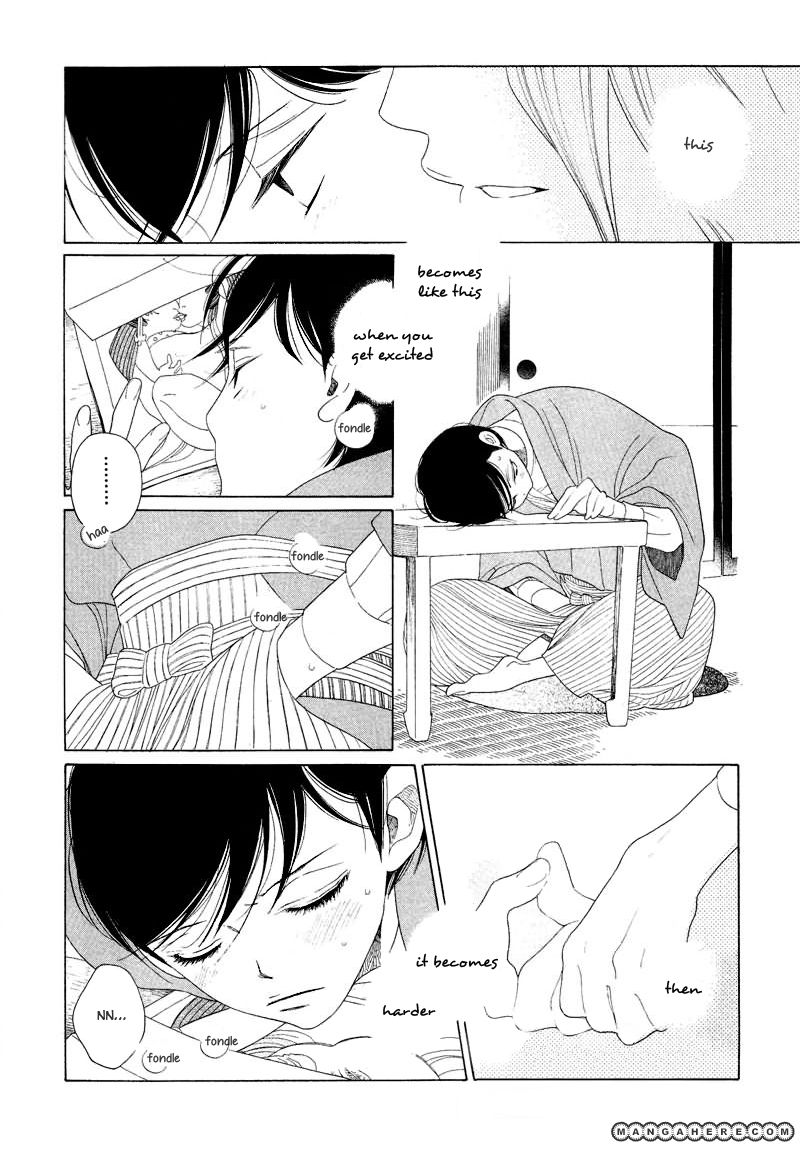 this
becomes
like this
when you
get excited
fondle
.........
haa
fondle
fondle
then
it becomes
harder
NN...
fondle
fondle
MANGAHERE.COM